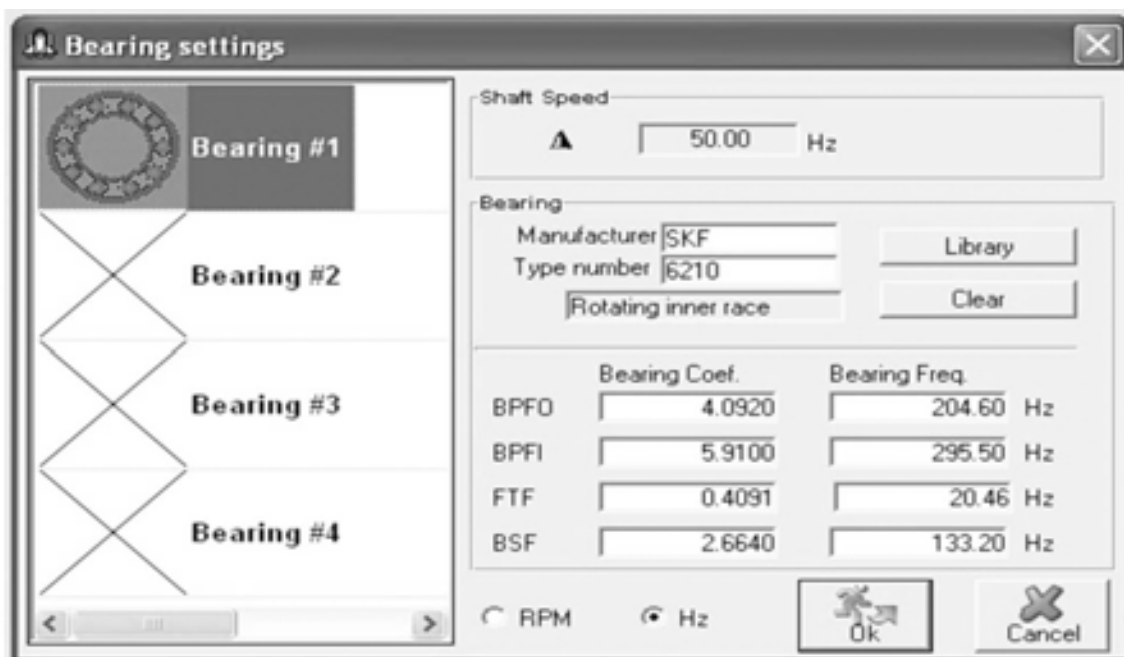 Bearing settings
Bearing #1
Bearing #2
Bearing #3
Bearing #4
Shaft Speed
50.00 Hz
Bearing
Manufacturer SKF
Type number 6210
Rotating inner race
Library
Clear
Bearing Coef. Bearing Freq.
BPFO 4.0920 204.60 Hz
BPFI 5.9100 295.50 Hz
FTF 0.4091 20.46 Hz
BSF 2.6640 133.20 Hz
RPM Hz
Ok
Cancel